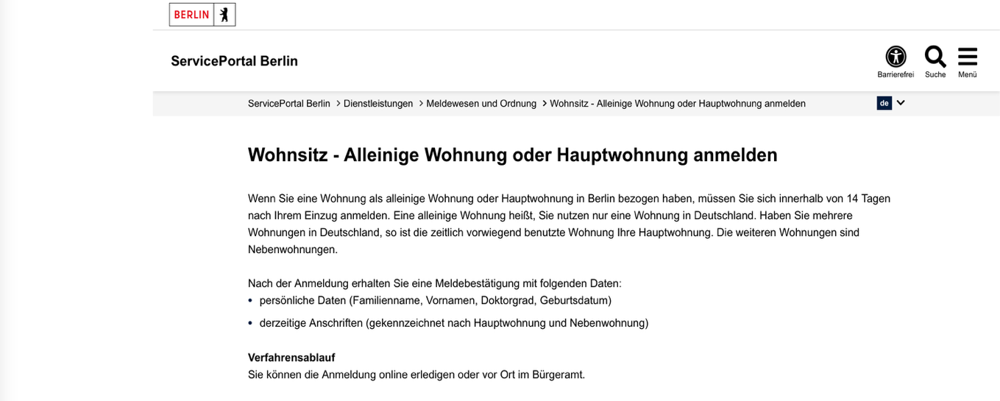 BERLIN
ServicePortal Berlin
Barrierefrei
Suche
Menü
ServicePortal Berlin > Dienstleistungen > Meldewesen und Ordnung > Wohnsitz - Alleinige Wohnung oder Hauptwohnung anmelden
de
Wohnsitz - Alleinige Wohnung oder Hauptwohnung anmelden
Wenn Sie eine Wohnung als alleinige Wohnung oder Hauptwohnung in Berlin bezogen haben, müssen Sie sich innerhalb von 14 Tagen
nach Ihrem Einzug anmelden. Eine alleinige Wohnung heißt, Sie nutzen nur eine Wohnung in Deutschland. Haben Sie mehrere
Wohnungen in Deutschland, so ist die zeitlich vorwiegend benutzte Wohnung Ihre Hauptwohnung. Die weiteren Wohnungen sind
Nebenwohnungen.
Nach der Anmeldung erhalten Sie eine Meldebestätigung mit folgenden Daten:
• persönliche Daten (Familienname, Vornamen, Doktorgrad, Geburtsdatum)
• derzeitige Anschriften (gekennzeichnet nach Hauptwohnung und Nebenwohnung)
Verfahrensablauf
Sie können die Anmeldung online erledigen oder vor Ort im Bürgeramt.